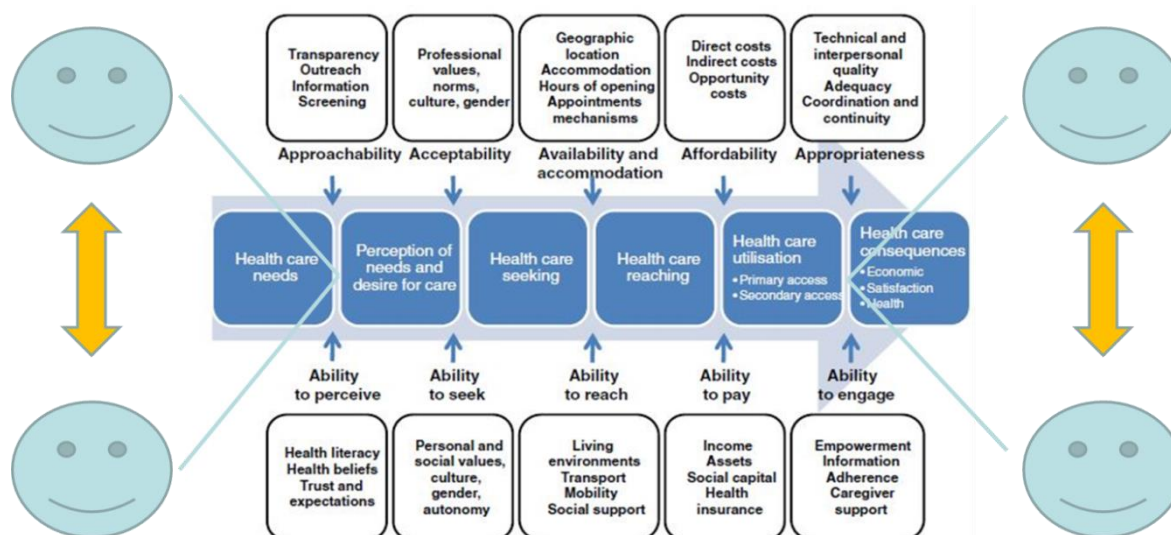 Transparency
Outreach
Information
Screening
Professional
values,
norms,
culture, gender
Geographic
location
Accommodation
Hours of opening
Appointments
mechanisms
Direct costs
Indirect costs
Opportunity
costs
Technical and
interpersonal
quality
Adequacy
Coordination and
continuity
Approachability
Acceptability
Availability and
accommodation
Affordability
Appropriateness
Health care
needs
Perception of
needs and
desire for care
Health care
seeking
Health care
reaching
Health care
utilisation
•Primary access
•Secondary access
Health care
consequences
•Economic
•Satisfaction
•Health
Ability
to perceive
Ability
to seek
Ability
to reach
Ability
to pay
Ability
to engage
Health literacy
Health beliefs
Trust and
expectations
Personal and
social values,
culture,
gender,
autonomy
Living
environments
Transport
Mobility
Social support
Income
Assets
Social capital
Health
insurance
Empowerment
Information
Adherence
Caregiver
support